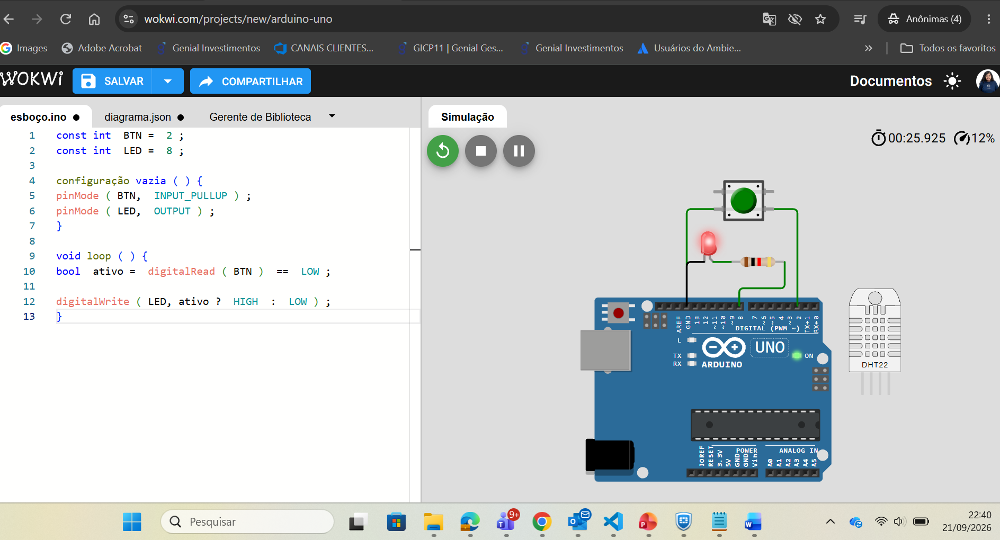 wokwi.com/projects/new/arduino-uno
Anônimas (4)
Images
Adobe Acrobat
Genial Investimentos
CANAIS CLIENTES...
GICP11 | Genial Ges...
Genial Investimentos
Usuários do Ambie...
»
Todos os favoritos
WOKWI
SALVAR
COMPARTILHAR
Documentos
esboço.ino ●
diagrama.json ●
Gerente de Biblioteca
Simulação
1 const int BTN = 2 ;
2 const int LED = 8 ;
3
4 configuração vazia ( ) {
5 pinMode ( BTN, INPUT_PULLUP ) ;
6 pinMode ( LED, OUTPUT ) ;
7 }
8
9 void loop ( ) {
10 bool ativo = digitalRead ( BTN ) == LOW ;
11
12 digitalWrite ( LED, ativo ? HIGH : LOW ) ;
13 }
00:25.925
12%
AREF
GND
13
12
~11
~10
~9
8
7
~6
~5
4
~3
2
TX→1
RX←0
DIGITAL (PWM ~)
L
TX
RX
UNO
ON
ARDUINO
DHT22
IOREF
RESET
3.3V
5V
GND
GND
Vin
POWER
ANALOG IN
A0
A1
A2
A3
A4
A5
Pesquisar
9+
22:40
21/09/2026